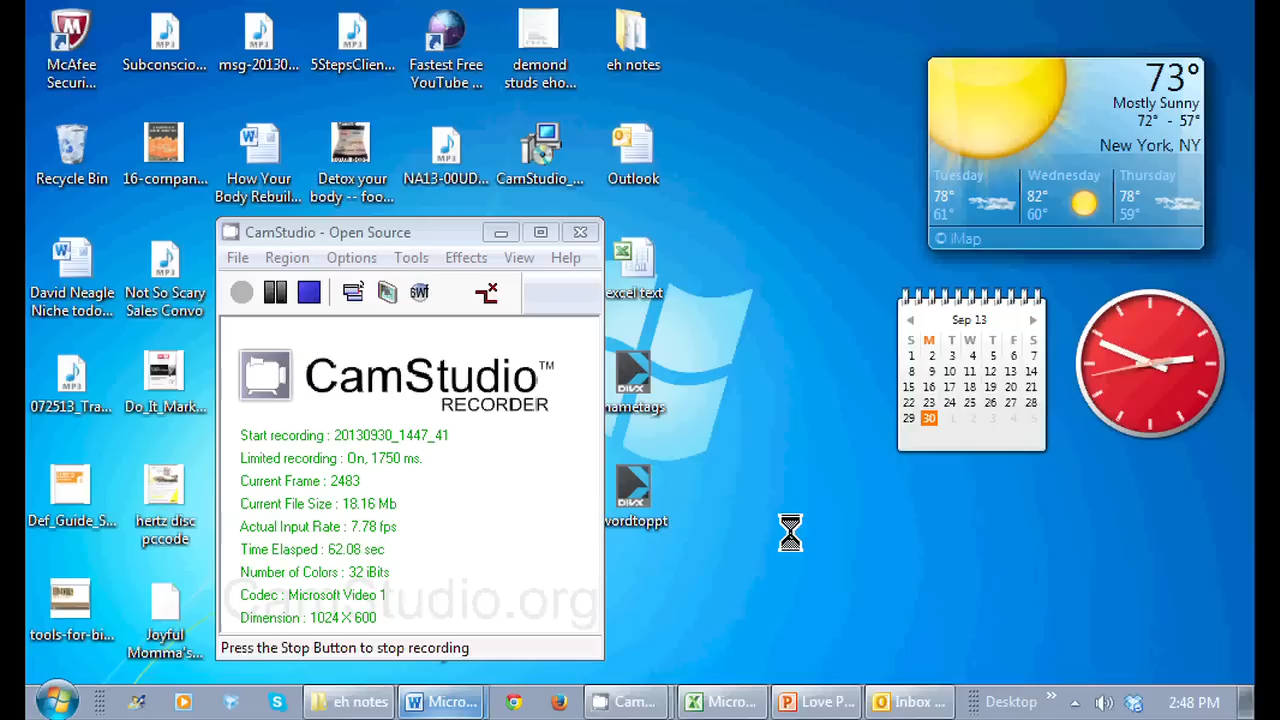 McAfee
Securi...
Subconscio...
msg-20130...
5StepsClien...
Fastest Free
YouTube ...
demond
studs eho...
eh notes
Recycle Bin
16-compan...
How Your
Body Rebuil...
Detox your
body -- foo...
NA13-00UD...
CamStudio_...
Outlook
David Neagle
Niche todo...
Not So Scary
Sales Convo
excel text
072513_Tra...
Do_It_Mark...
nametags
Def_Guide_S...
hertz disc
pccode
wordtoppt
tools-for-bi...
Joyful
Momma's...
CamStudio - Open Source
File Region Options Tools Effects View Help
CamStudio™
RECORDER
Start recording : 20130930_1447_41
Limited recording : On, 1750 ms.
Current Frame : 2483
Current File Size : 18.16 Mb
Actual Input Rate : 7.78 fps
Time Elasped : 62.08 sec
Number of Colors : 32 iBits
Codec : Microsoft Video 1
Dimension : 1024 X 600
CamStudio.org
Press the Stop Button to stop recording
73°
Mostly Sunny
72° - 57°
New York, NY
Tuesday Wednesday Thursday
78° 82° 78°
61° 60° 59°
© iMap
Sep 13
S M T W T F S
1 2 3 4 5 6 7
8 9 10 11 12 13 14
15 16 17 18 19 20 21
22 23 24 25 26 27 28
29 30 1 2 3 4 5
eh notes Micro... Cam... Micro... Love P... Inbox ... Desktop 2:48 PM